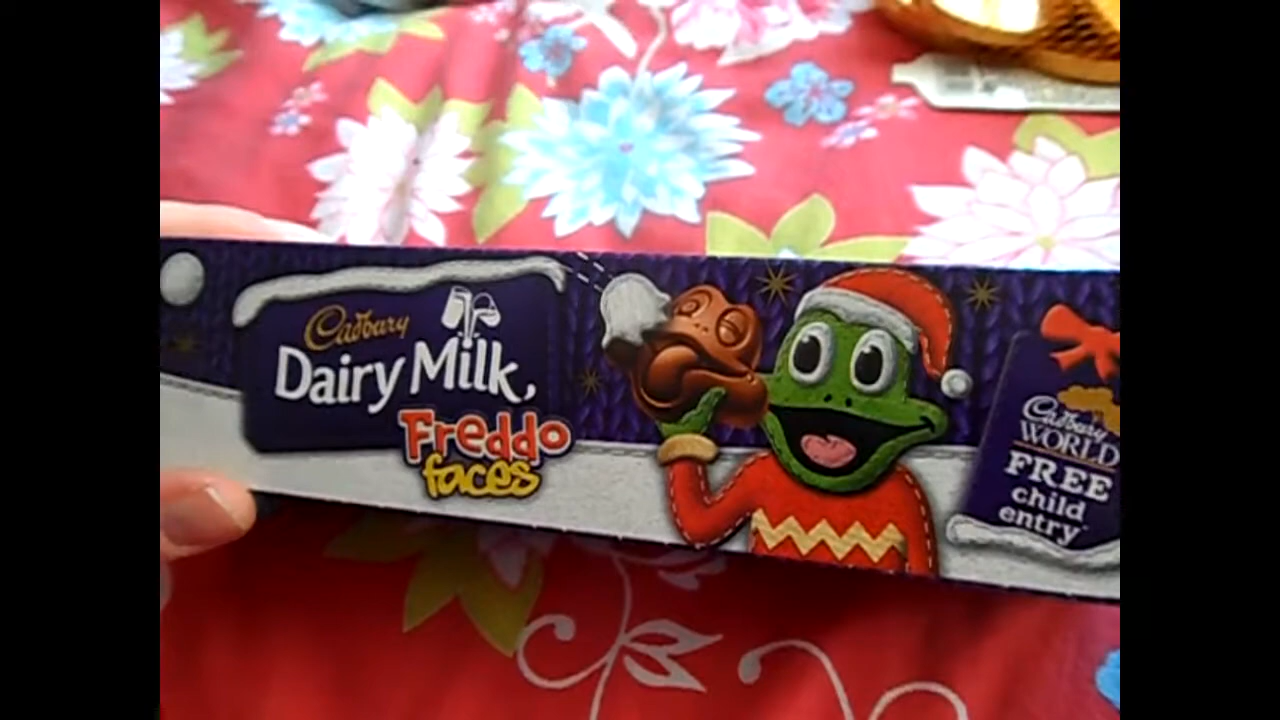 Cadbury
Dairy Milk,
Freddo
faces
Cadbury
WORLD
FREE
child
entry